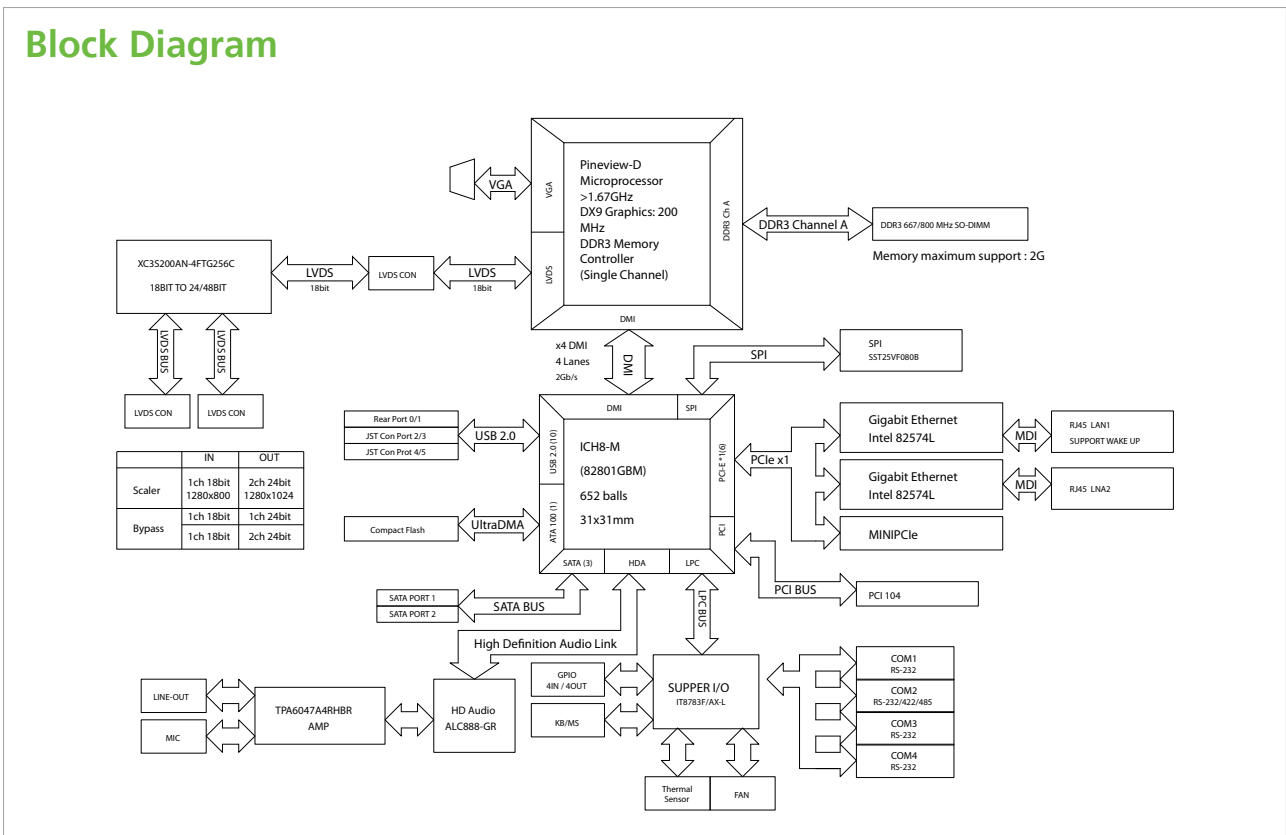 Block Diagram
Pineview-D
Microprocessor
>1.67GHz
DX9 Graphics: 200
MHz
DDR3 Memory
Controller
(Single Channel)
VGA
VGA
LVDS
DMI
DDR3 Ch A
DDR3 Channel A
DDR3 667/800 MHz SO-DIMM
Memory maximum support : 2G
XC3S200AN-4FTG256C
18BIT TO 24/48BIT
LVDS
18bit
LVDS CON
LVDS
18bit
LVDS BUS
LVDS BUS
LVDS CON
LVDS CON
x4 DMI
4 Lanes
2Gb/s
DMI
SPI
SPI
SST25VF080B
IN
OUT
Scaler
1ch 18bit
1280x800
2ch 24bit
1280x1024
Bypass
1ch 18bit
1ch 24bit
1ch 18bit
2ch 24bit
Rear Port 0/1
JST Con Port 2/3
JST Con Prot 4/5
USB 2.0
Compact Flash
UltraDMA
DMI
SPI
USB 2.0 (10)
ATA 100 (1)
ICH8-M
(82801GBM)
652 balls
31x31mm
PCI-E *1(6)
PCI
SATA (3)
HDA
LPC
PCIe x1
Gigabit Ethernet
Intel 82574L
MDI
RJ45 LAN1
SUPPORT WAKE UP
Gigabit Ethernet
Intel 82574L
MDI
RJ45 LNA2
MINIPCIe
PCI BUS
PCI 104
SATA PORT 1
SATA PORT 2
SATA BUS
LPC BUS
High Definition Audio Link
LINE-OUT
MIC
TPA6047A4RHBR
AMP
HD Audio
ALC888-GR
GPIO
4IN / 4OUT
KB/MS
SUPPER I/O
IT8783F/AX-L
Thermal
Sensor
FAN
COM1
RS-232
COM2
RS-232/422/485
COM3
RS-232
COM4
RS-232